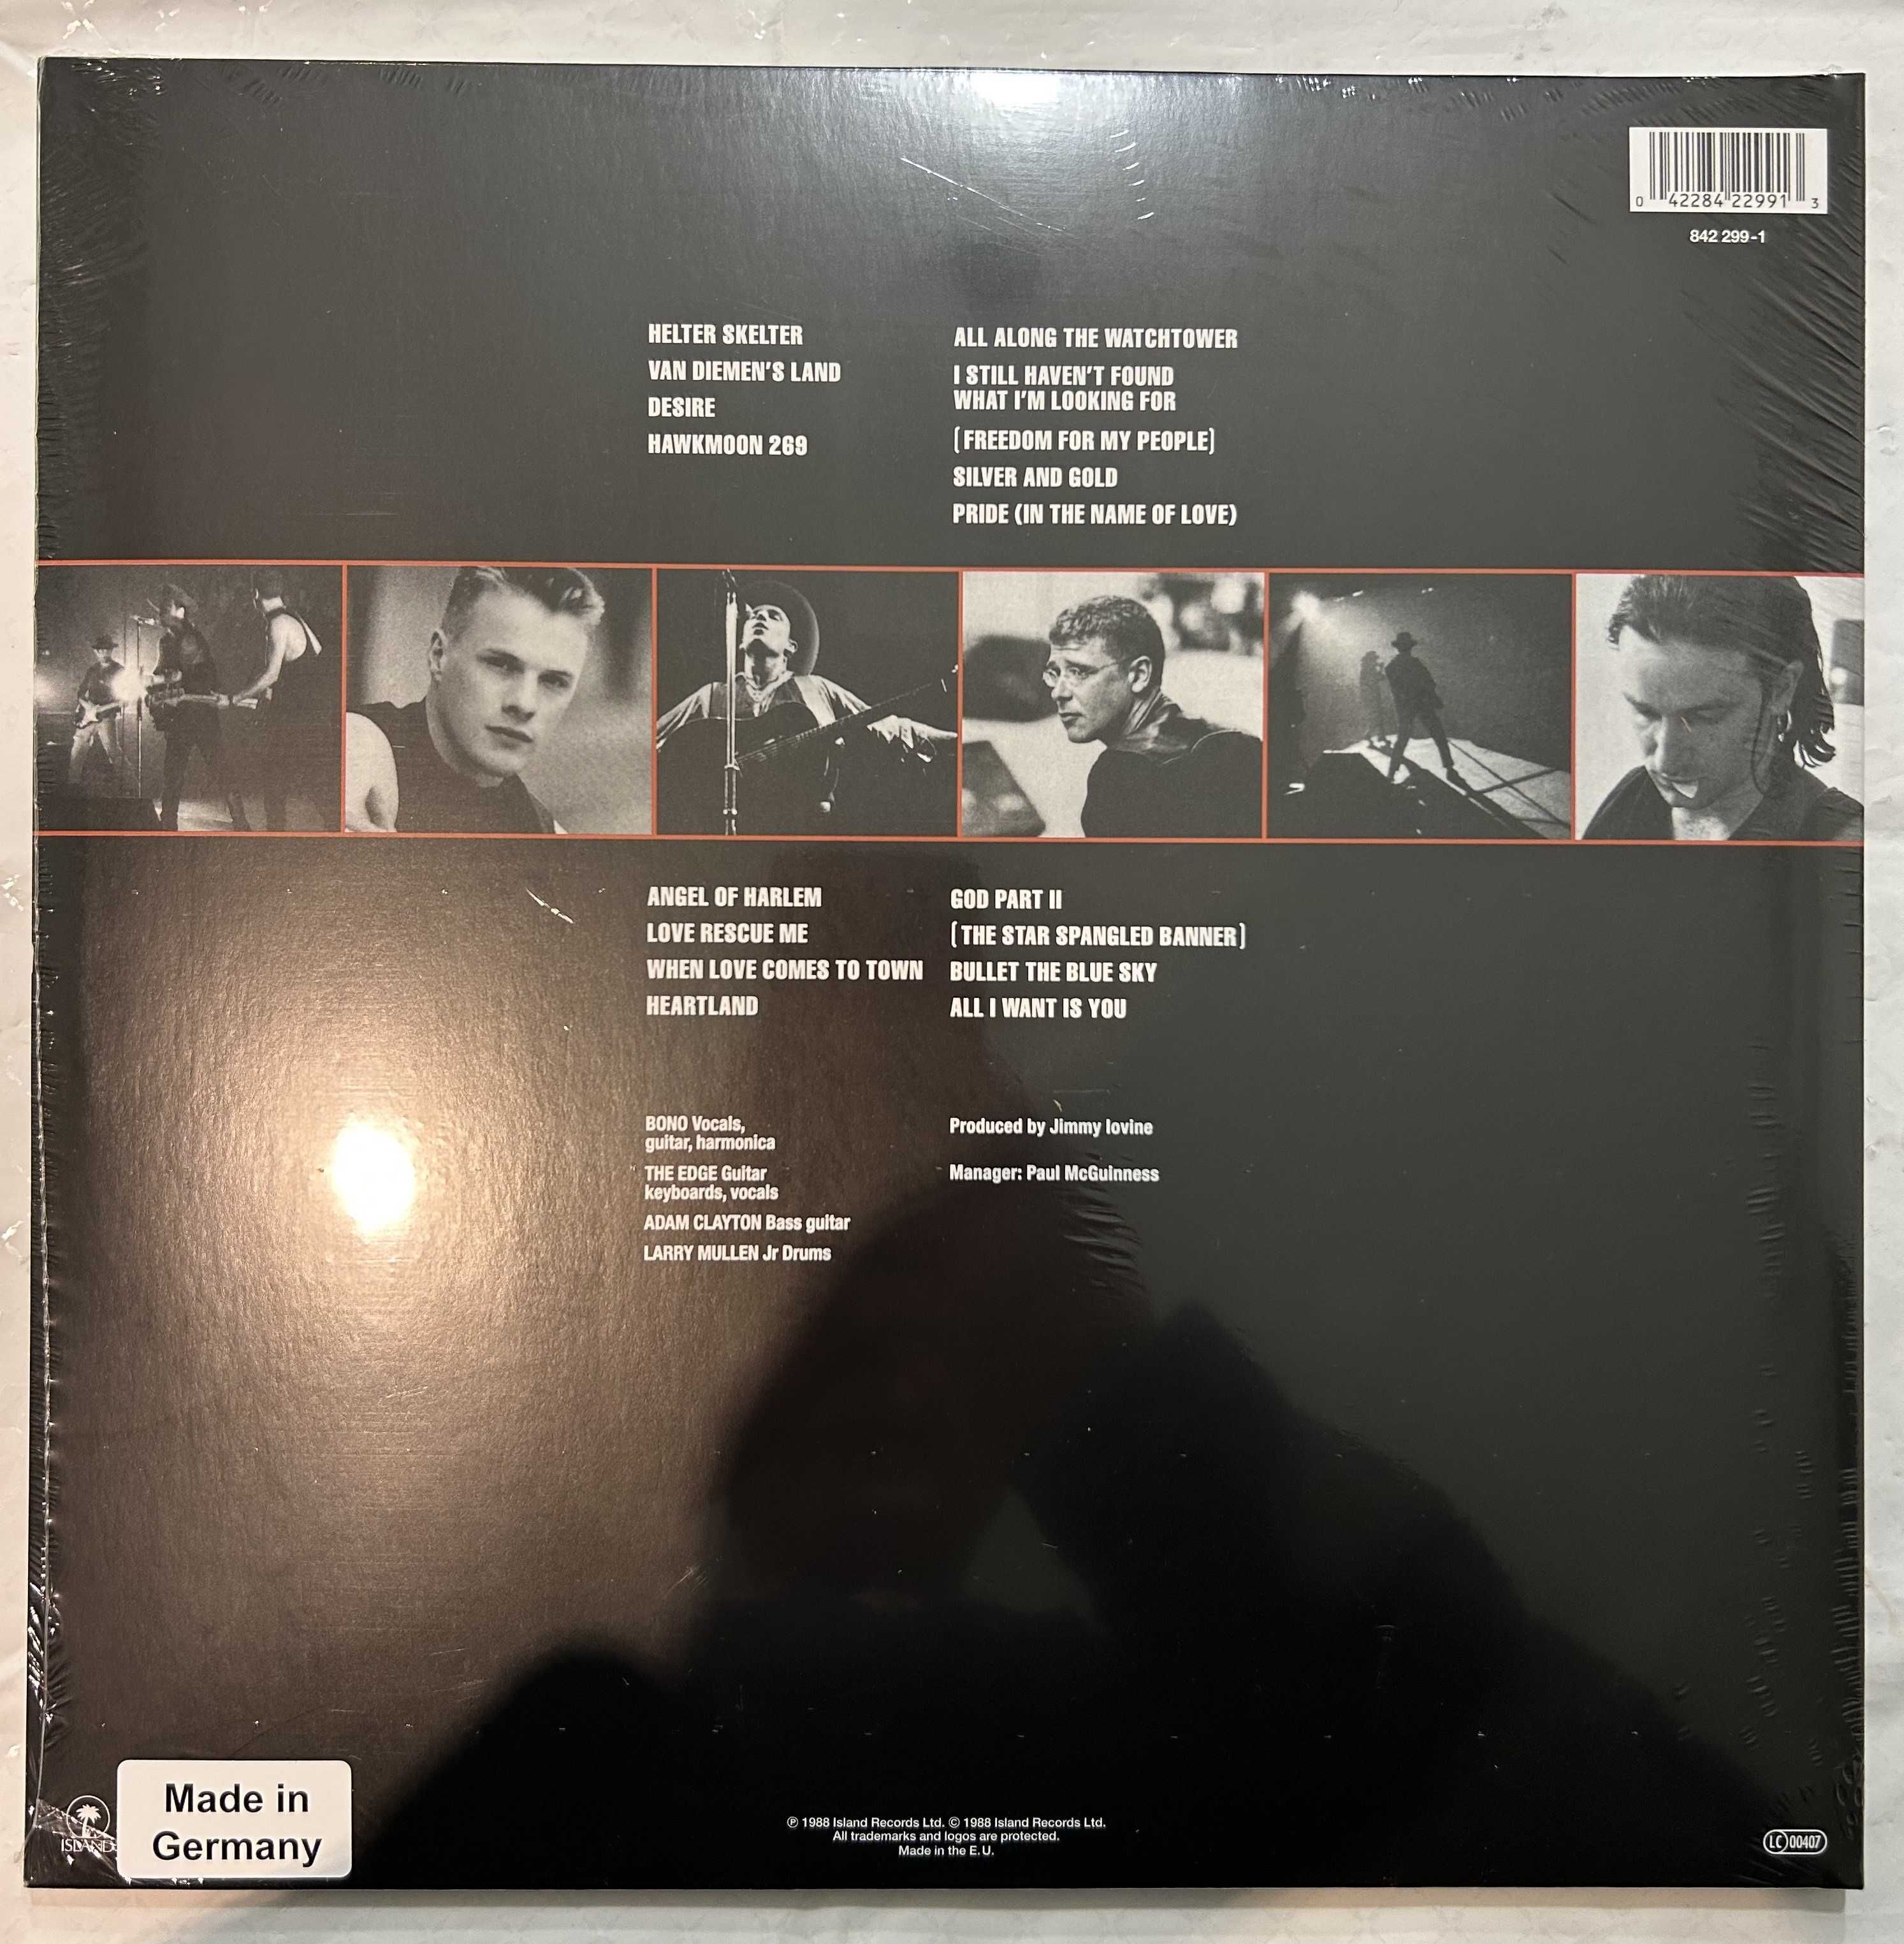 0 42284 22991 3
842 299-1
HELTER SKELTER
VAN DIEMEN'S LAND
DESIRE
HAWKMOON 269
ALL ALONG THE WATCHTOWER
I STILL HAVEN'T FOUND
WHAT I'M LOOKING FOR
(FREEDOM FOR MY PEOPLE)
SILVER AND GOLD
PRIDE (IN THE NAME OF LOVE)
ANGEL OF HARLEM
LOVE RESCUE ME
WHEN LOVE COMES TO TOWN
HEARTLAND
GOD PART II
(THE STAR SPANGLED BANNER)
BULLET THE BLUE SKY
ALL I WANT IS YOU
BONO Vocals,
guitar, harmonica
THE EDGE Guitar
keyboards, vocals
ADAM CLAYTON Bass guitar
LARRY MULLEN Jr Drums
Produced by Jimmy Iovine
Manager: Paul McGuinness
ISLAND
Made in
Germany
℗ 1988 Island Records Ltd. © 1988 Island Records Ltd.
All trademarks and logos are protected.
Made in the E.U.
LC 00407